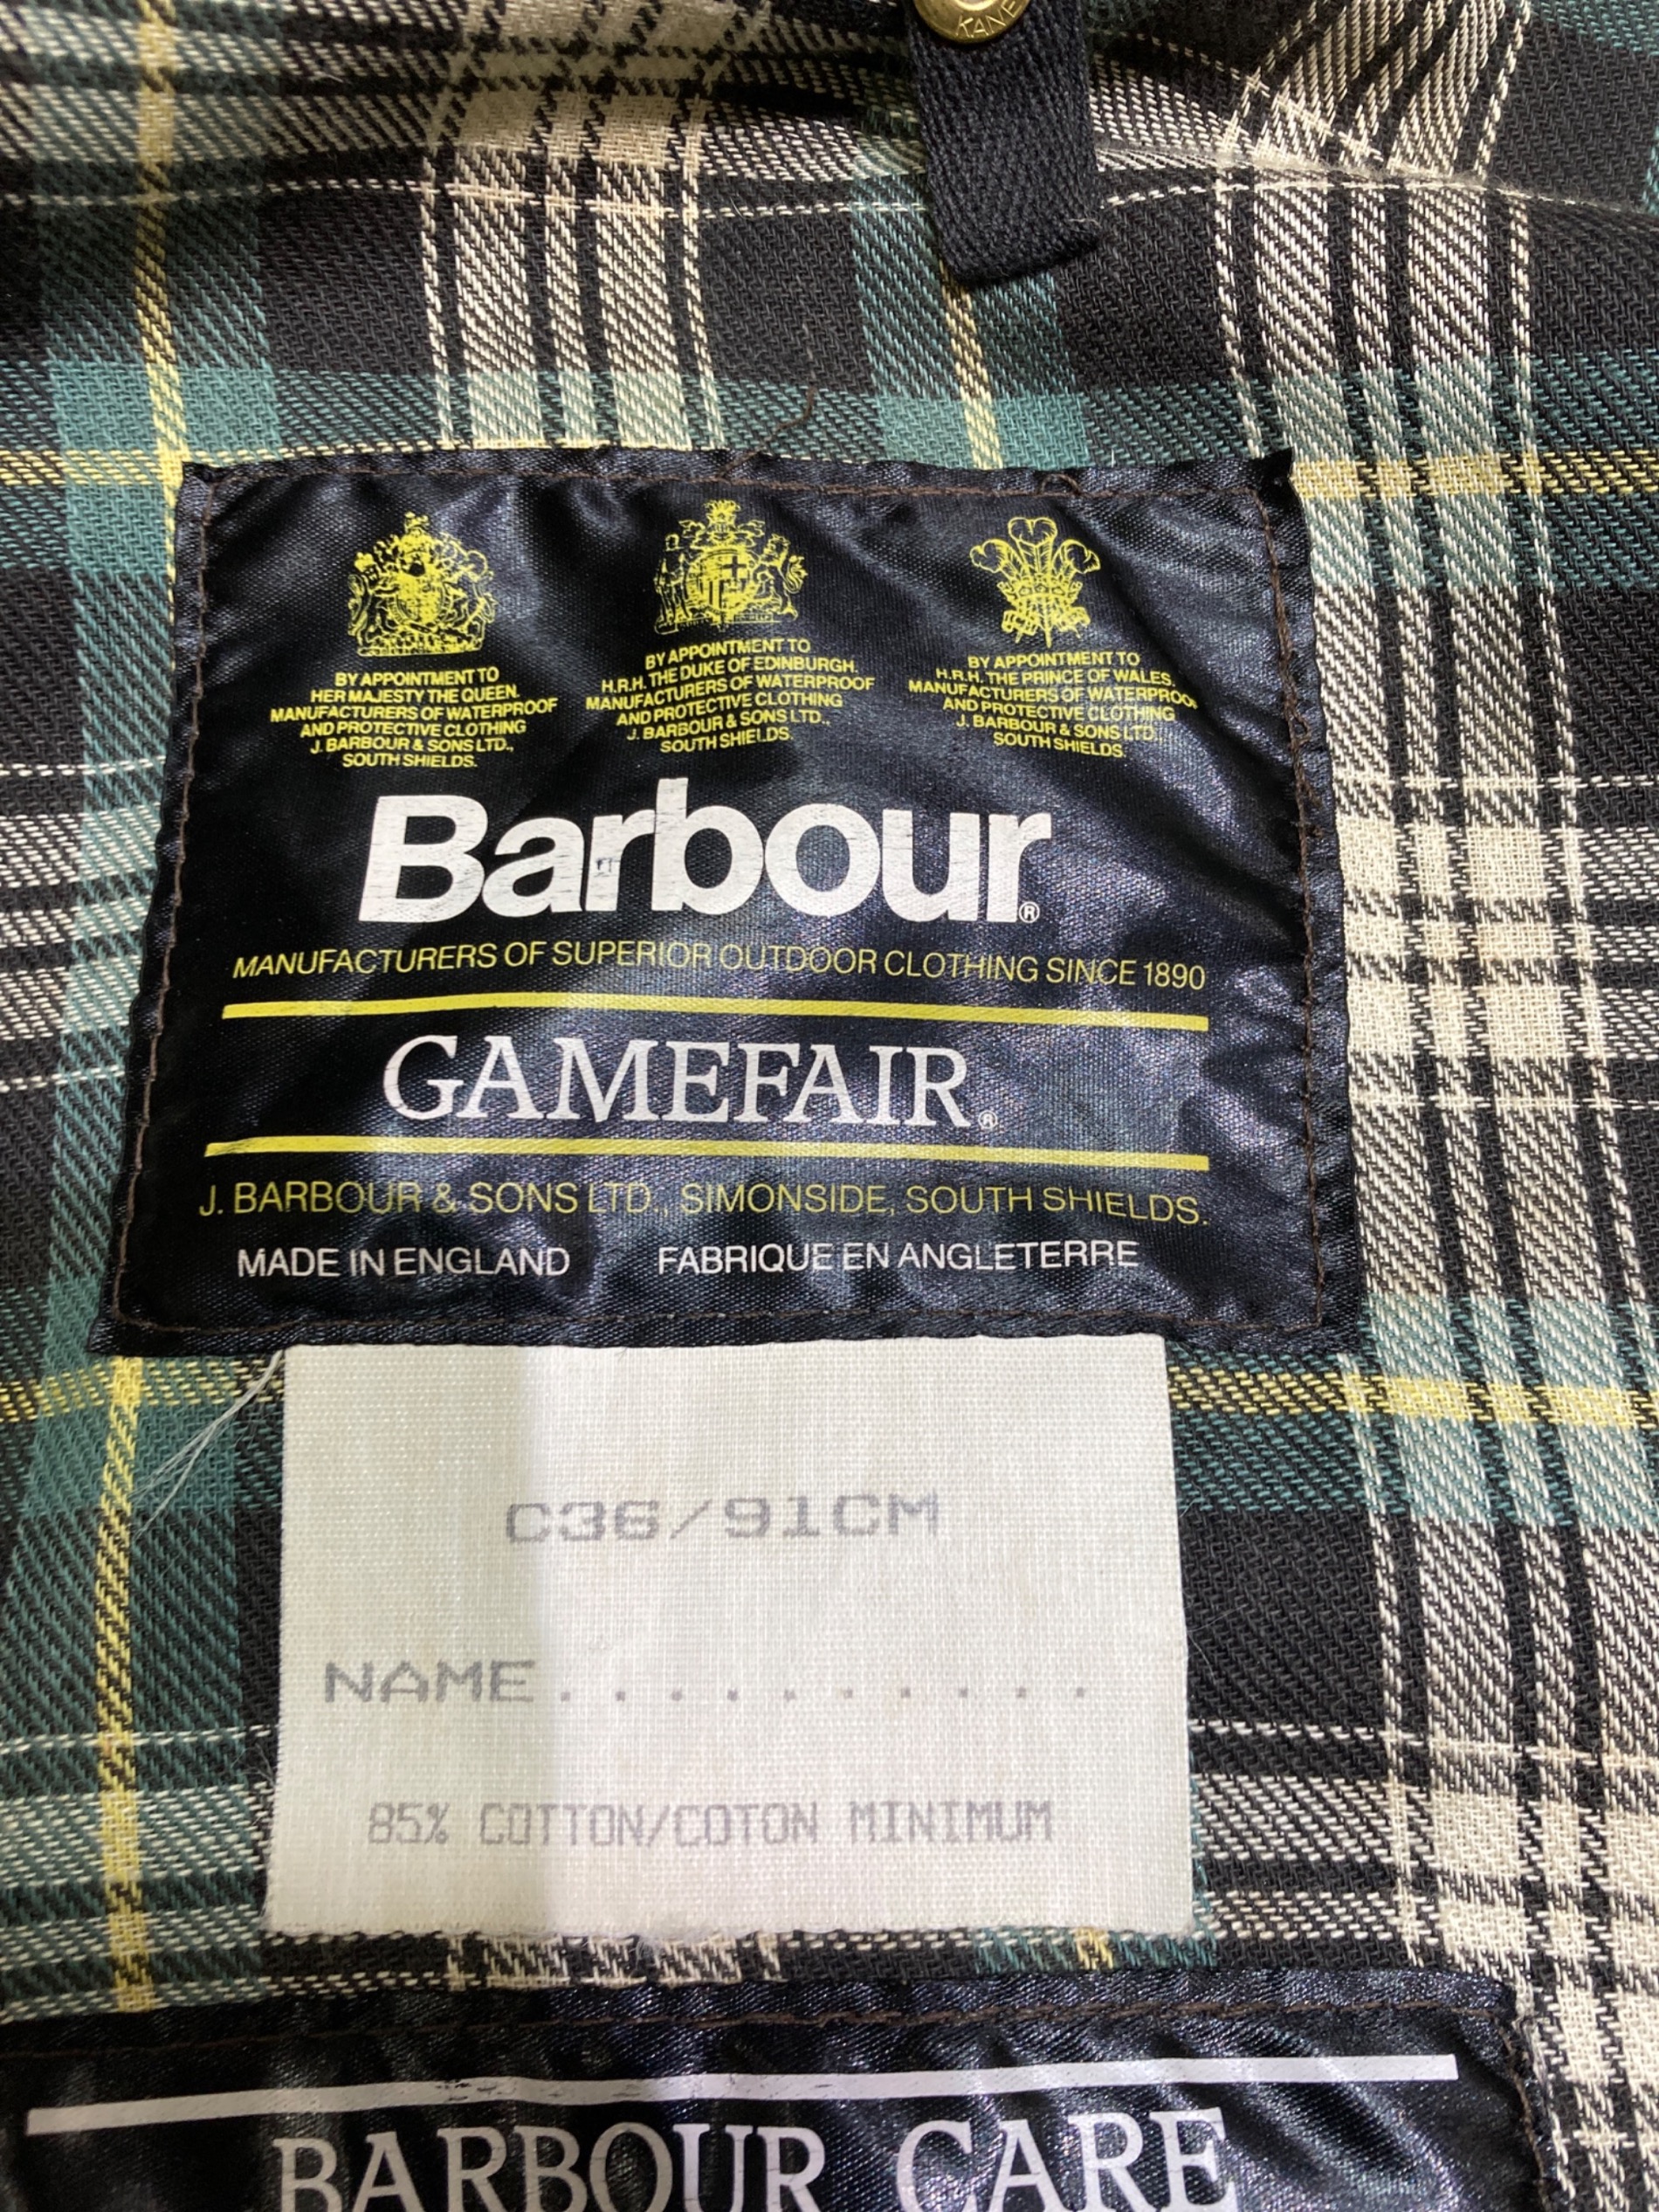 KANE
BY APPOINTMENT TO
HER MAJESTY THE QUEEN.
MANUFACTURERS OF WATERPROOF
AND PROTECTIVE CLOTHING
J. BARBOUR & SONS LTD.,
SOUTH SHIELDS.
BY APPOINTMENT TO
H.R.H. THE DUKE OF EDINBURGH.
MANUFACTURERS OF WATERPROOF
AND PROTECTIVE CLOTHING
J. BARBOUR & SONS LTD.,
SOUTH SHIELDS.
BY APPOINTMENT TO
H.R.H. THE PRINCE OF WALES.
MANUFACTURERS OF WATERPROOF
AND PROTECTIVE CLOTHING
J. BARBOUR & SONS LTD.,
SOUTH SHIELDS.
Barbour®
MANUFACTURERS OF SUPERIOR OUTDOOR CLOTHING SINCE 1890
GAMEFAIR®
J. BARBOUR & SONS LTD., SIMONSIDE, SOUTH SHIELDS.
MADE IN ENGLAND FABRIQUE EN ANGLETERRE
C36/91CM
NAME..........
85% COTTON/COTON MINIMUM
BARBOUR CARE